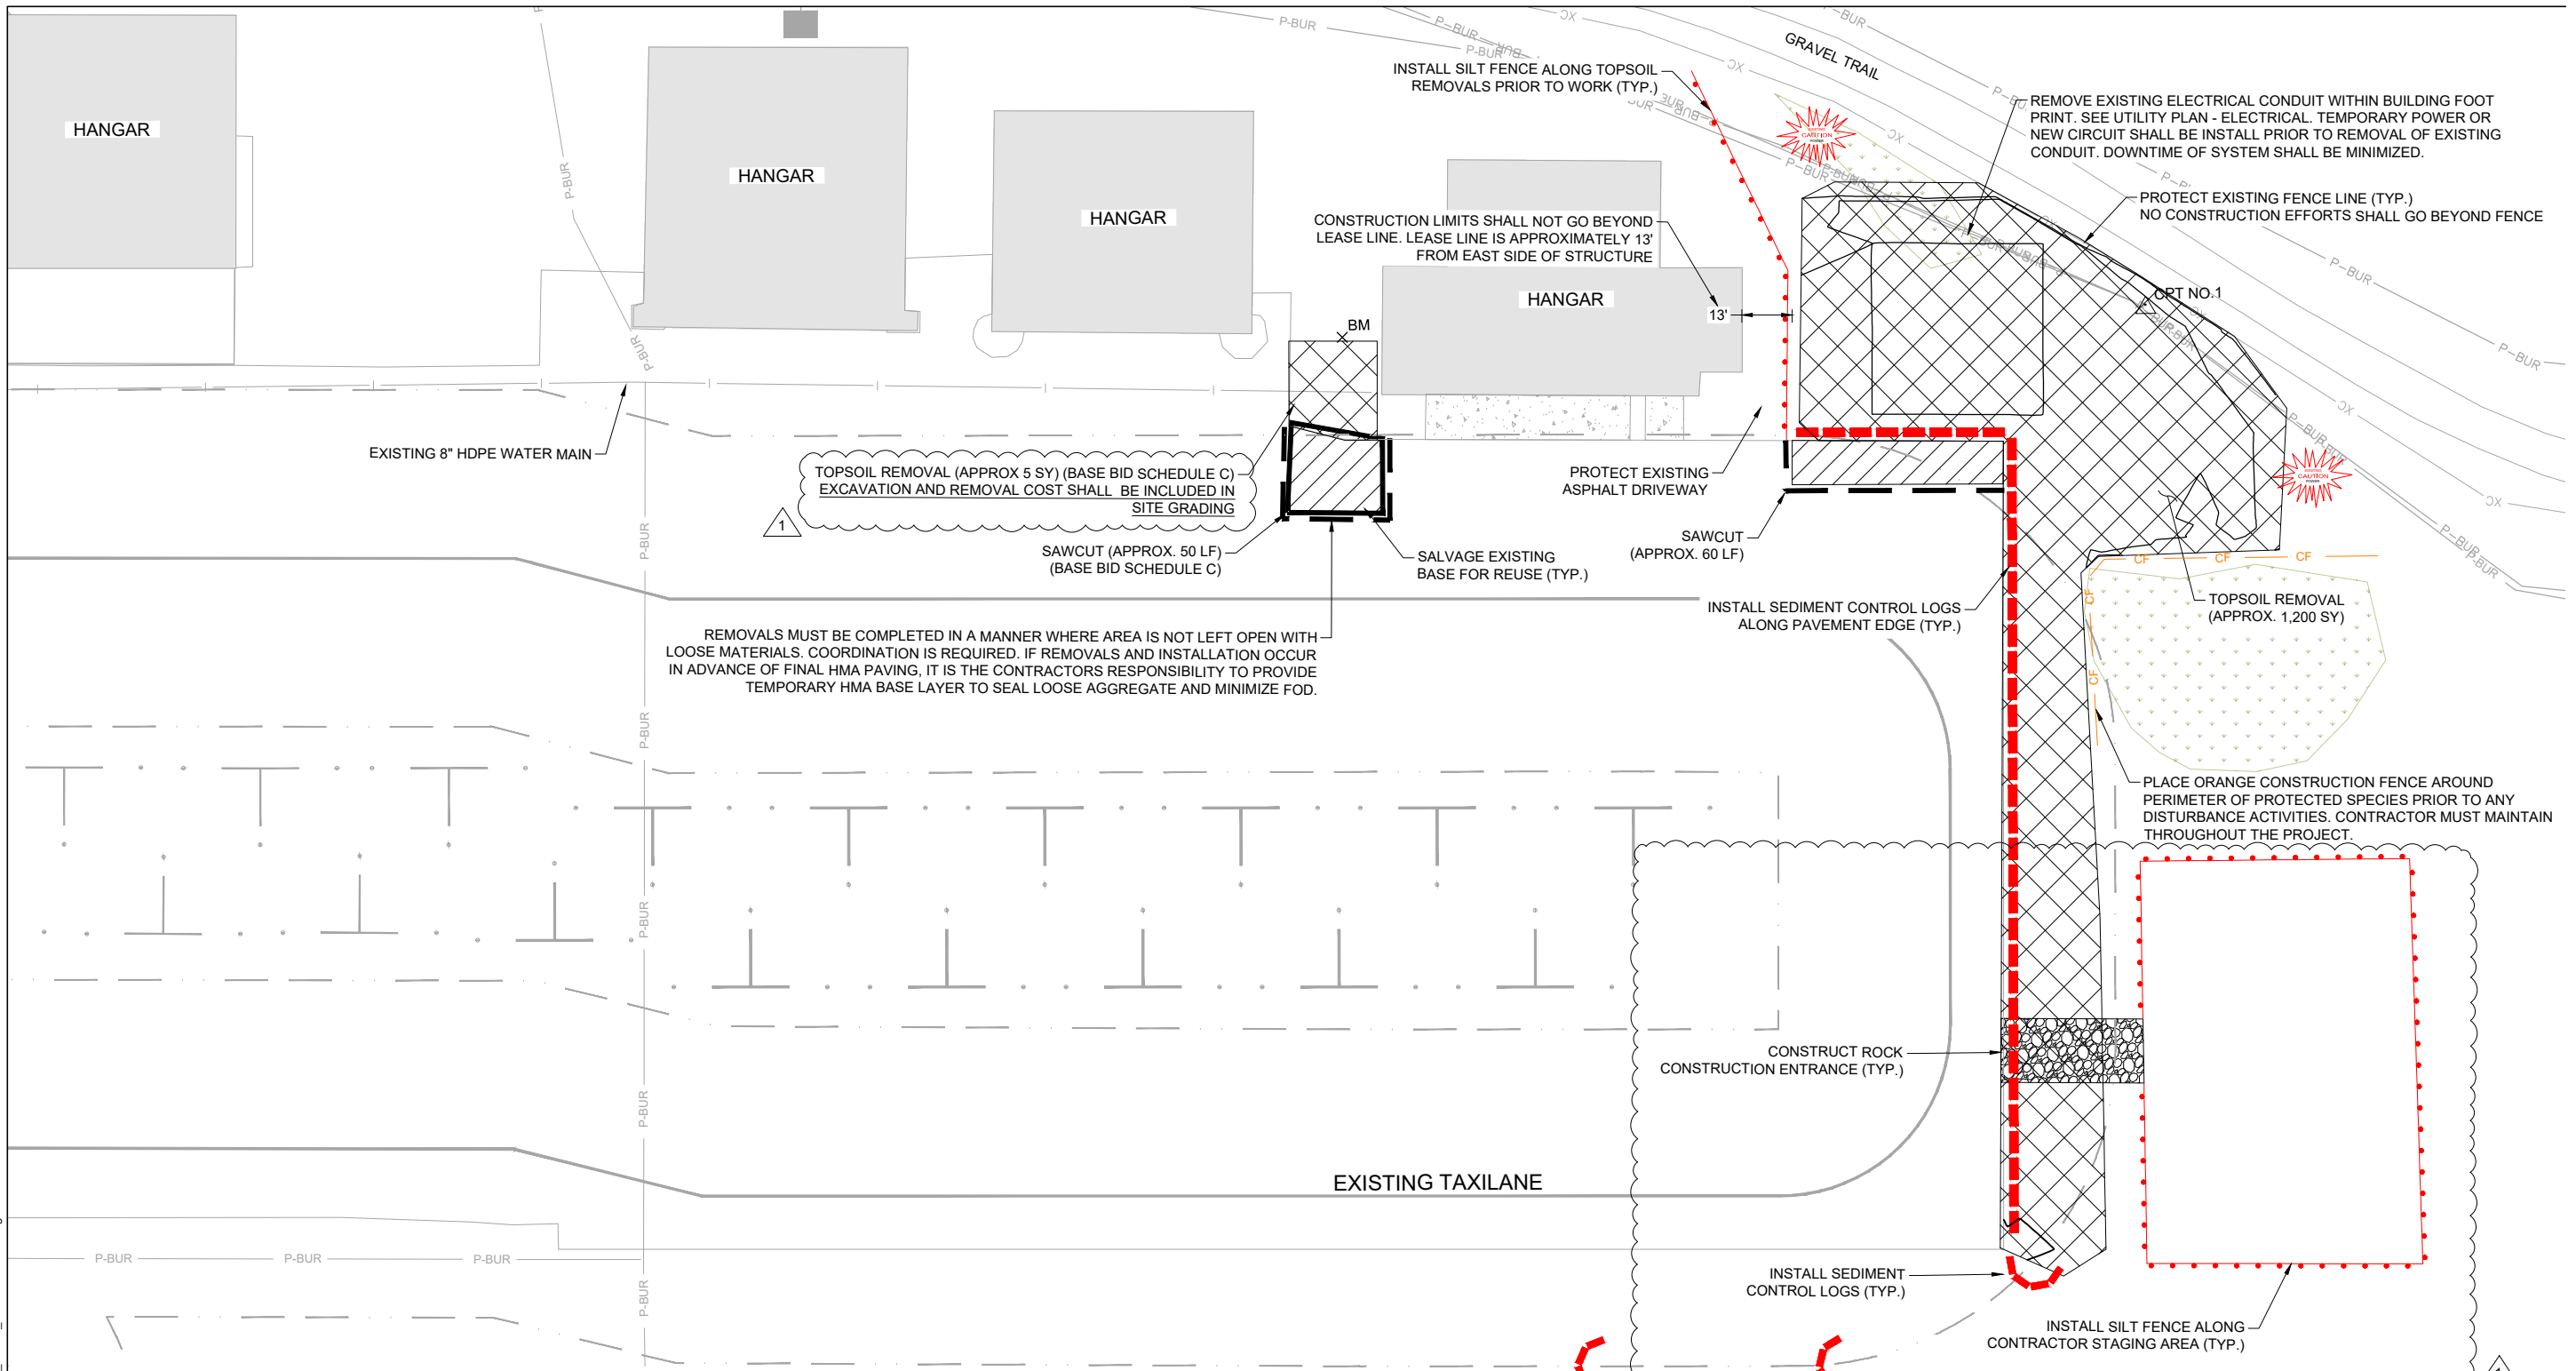 GRAVEL TRAIL
INSTALL SILT FENCE ALONG TOPSOIL
REMOVALS PRIOR TO WORK (TYP.)
REMOVE EXISTING ELECTRICAL CONDUIT WITHIN BUILDING FOOT
PRINT. SEE UTILITY PLAN - ELECTRICAL. TEMPORARY POWER OR
NEW CIRCUIT SHALL BE INSTALL PRIOR TO REMOVAL OF EXISTING
CONDUIT. DOWNTIME OF SYSTEM SHALL BE MINIMIZED.
CAUTION
POWER
HANGAR
HANGAR
HANGAR
PROTECT EXISTING FENCE LINE (TYP.)
NO CONSTRUCTION EFFORTS SHALL GO BEYOND FENCE
CONSTRUCTION LIMITS SHALL NOT GO BEYOND
LEASE LINE. LEASE LINE IS APPROXIMATELY 13'
FROM EAST SIDE OF STRUCTURE
HANGAR
13'
CPT NO.1
BM
EXISTING 8" HDPE WATER MAIN
TOPSOIL REMOVAL (APPROX 5 SY) (BASE BID SCHEDULE C)
EXCAVATION AND REMOVAL COST SHALL BE INCLUDED IN
SITE GRADING
1
PROTECT EXISTING
ASPHALT DRIVEWAY
CAUTION
POWER
SAWCUT (APPROX. 50 LF)
(BASE BID SCHEDULE C)
SALVAGE EXISTING
BASE FOR REUSE (TYP.)
SAWCUT
(APPROX. 60 LF)
CF
CF
CF
CF
CF
INSTALL SEDIMENT CONTROL LOGS
ALONG PAVEMENT EDGE (TYP.)
TOPSOIL REMOVAL
(APPROX. 1,200 SY)
REMOVALS MUST BE COMPLETED IN A MANNER WHERE AREA IS NOT LEFT OPEN WITH
LOOSE MATERIALS. COORDINATION IS REQUIRED. IF REMOVALS AND INSTALLATION OCCUR
IN ADVANCE OF FINAL HMA PAVING, IT IS THE CONTRACTORS RESPONSIBILITY TO PROVIDE
TEMPORARY HMA BASE LAYER TO SEAL LOOSE AGGREGATE AND MINIMIZE FOD.
PLACE ORANGE CONSTRUCTION FENCE AROUND
PERIMETER OF PROTECTED SPECIES PRIOR TO ANY
DISTURBANCE ACTIVITIES. CONTRACTOR MUST MAINTAIN
THROUGHOUT THE PROJECT.
CONSTRUCT ROCK
CONSTRUCTION ENTRANCE (TYP.)
EXISTING TAXILANE
P-BUR
P-BUR
P-BUR
P-BUR
P-BUR
P-BUR
P-BUR
P-BUR
INSTALL SEDIMENT
CONTROL LOGS (TYP.)
INSTALL SILT FENCE ALONG
CONTRACTOR STAGING AREA (TYP.)